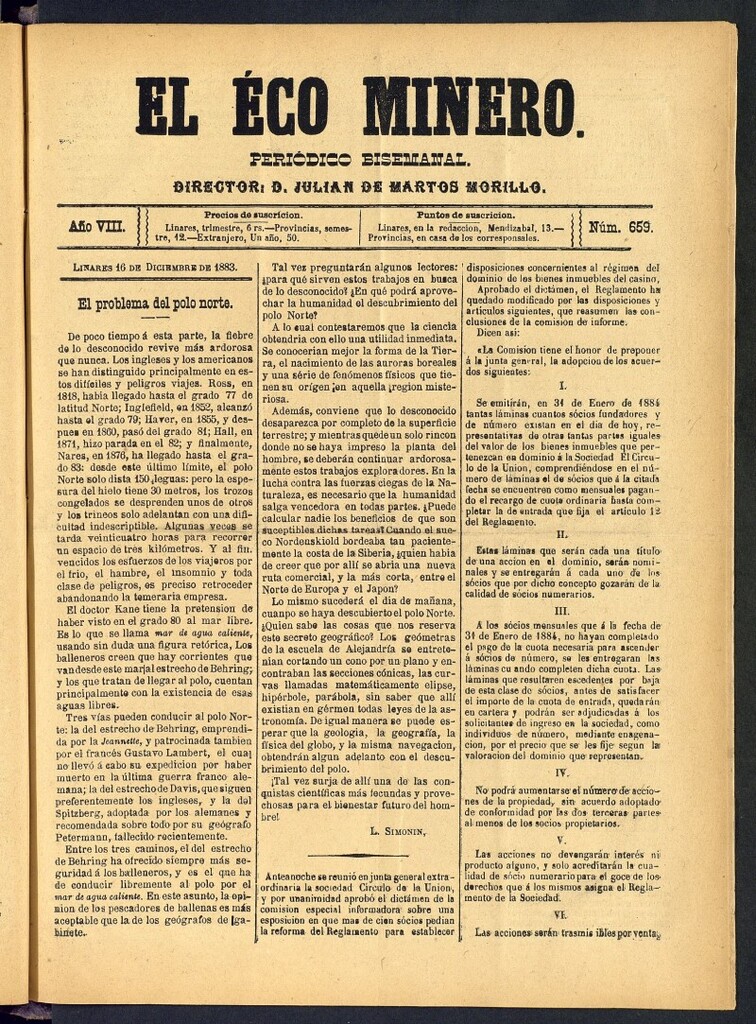 EL ÉCO MINERO.
PERIÓDICO BISEMANAL.
DIRECTOR: D. JULIAN DE MARTOS MORILLO.
Año VIII.
Precios de suscricion.
Linares, trimestre, 6 rs.—Provincias, semes-
tre, 12.—Extranjero, Un año, 50.
Puntos de suscricion.
Linares, en la redaccion, Mendizabal, 13.—
Provincias, en casa de los corresponsales.
Núm. 659.
LINARES 16 DE DICIEMBRE DE 1883.
El problema del polo norte.
De poco tiempo á esta parte, la fiebre
de lo desconocido revive más ardorosa
que nunca. Los ingleses y los americanos
se han distinguido principalmente en es-
tos difíciles y peligros viajes. Ross, en
1818, habia llegado hasta el grado 77 de
latitud Norte; Inglefield, en 1852, alcanzó
hasta el grado 79; Haver, en 1855, y des-
pues en 1860, pasó del grado 81; Hall, en
1871, hizo parada en el 82; y finalmente,
Nares, en 1876, ha llegado hasta el gra-
do 83: desde este último límite, el polo
Norte solo dista 150 leguas: pero la espe-
sura del hielo tiene 30 metros, los trozos
congelados se desprenden unos de otros
y los trineos solo adelantan con una difi-
cultad indescriptible. Algunas veces se
tarda veinticuatro horas para recorrer
un espacio de tres kilómetros. Y al fin,
vencidos los esfuerzos de los viajeros por
el frio, el hambre, el insomnio y toda
clase de peligros, es preciso retroceder
abandonando la temeraria empresa.
El doctor Kane tiene la pretension de
haber visto en el grado 80 al mar libre.
Es lo que se llama mar de agua caliente,
usando sin duda una figura retórica, Los
balleneros creen que hay corrientes que
van desde este mar jal estrecho de Behring;
y los que tratan de llegar al polo, cuentan
principalmente con la existencia de esas
aguas libres.
Tres vías pueden conducir al polo Nor-
te: la del estrecho de Behring, emprendi-
da por la Jeannette, y patrocinada tambien
por el francés Gustavo Lambert, el cual
no llevó á cabo su expedicion por haber
muerto en la última guerra franco ale-
mana; la del estrecho de Davis, que siguen
preferentemente los ingleses, y la del
Spitzberg, adoptada por los alemanes y
recomendada sobre todo por su geógrafo
Petermann, fallecido recientemente.
Entre los tres caminos, el del estrecho
de Behring ha ofrecido siempre más se-
guridad á los balleneros, y es el que ha
de conducir libremente al polo por el
mar de agua caliente. En este asunto, la opi-
nion de los pescadores de ballenas es más
aceptable que la de los geógrafos de ga-
binete.
Tal vez preguntarán algunos lectores:
¿para qué sirven estos trabajos en busca
de lo desconocido? ¿En qué podrá aprove-
char la humanidad el descubrimiento del
polo Norte?
A lo cual contestaremos que la ciencia
obtendria con ello una utilidad inmediata.
Se conocerian mejor la forma de la Tier-
ra, el nacimiento de las auroras boreales
y una série de fenómenos físicos que tie-
nen su orígen en aquella region miste-
riosa.
Además, conviene que lo desconocido
desaparezca por completo de la superficie
terrestre; y mientras quede un solo rincon
donde no se haya impreso la planta del
hombre, se deberán continuar ardorosa-
mente estos trabajos exploradores. En la
lucha contra las fuerzas ciegas de la Na-
turaleza, es necesario que la humanidad
salga vencedora en todas partes. ¿Puede
calcular nadie los beneficios de que son
susceptibles dichas tareas? Cuando el sue-
co Nordenskiold bordeaba tan paciente-
mente la costa de la Siberia, ¿quien habia
de creer que por allí se abria una nueva
ruta comercial, y la más corta, entre el
Norte de Europa y el Japon?
Lo mismo sucederá el dia de mañana,
cuanpo se haya descubierto el polo Norte.
¿Quien sabe las cosas que nos reserva
este secreto geográfico? Los geómetras
de la escuela de Alejandría se entrete-
nian cortando un cono por un plano y en-
contraban las secciones cónicas, las cur-
vas llamadas matemáticamente elipse,
hipérbole, parábola, sin saber que allí
existian en gérmen todas leyes de la as-
tronomía. De igual manera se puede es-
perar que la geologia, la geografía, la
física del globo, y la misma navegacion,
obtendrán algun adelanto con el descu-
brimiento del polo.
¡Tal vez surja de allí una de las con-
quistas científicas más fecundas y prove-
chosas para el bienestar futuro del hom-
bre!
L. SIMONIN,
Anteanoche se reunió en junta general extra-
ordinaria la sociedad Circulo de la Union,
y por unanimidad aprobó el dictámen de la
comision especial informadora sobre una
esposicion en que mas de cien sócios pedian
la reforma del Reglamento para establecer
disposiciones concernientes al régimen del
dominio de los bienes inmuebles del casino,
Aprobado el dictámen, el Reglamento ha
quedado modificado por las disposiciones y
artículos siguientes, que reasumen las con-
clusiones de la comision de informe.
Dicen asi:
«La Comision tiene el honor de proponer
á la junta general, la adopcion de los acuer-
dos siguientes:
I.
Se emitirán, en 31 de Enero de 1884
tantas láminas cuantos sócios fundadores y
de número existan en el dia de hoy, re-
presentativas de otras tantas partes iguales
del valor de los bienes inmuebles que per-
tenezcan en dominio á la Sociedad El Circu-
lo de la Union, comprendiéndose en el nú-
mero de láminas el de sócios que á la citada
fecha se encuentren como mensuales pagan-
do el recargo de cuota ordinaria hasta com-
pletar la de entrada que fija el artículo 12
del Reglamento.
II.
Estas láminas que serán cada una título
de una accion en el dominio, serán nomi-
nales y se entregarán á cada uno de los
sócios que por dicho concepto gozarán de la
calidad de sócios numerarios.
III.
A los sócios mensuales que á la fecha de
31 de Enero de 1884, no hayan completado
el pago de la cuota necesaria para ascender
á sócios de número, se les entregaran las
láminas cu ando completen dicha cuota. Las
láminas que resultaren escedentes por baja
de esta clase de sócios, antes de satisfacer
el importe de la cuota de entrada, quedarán
en cartera y podrán ser adjudicadas á los
solicitantes de ingreso en la sociedad, como
individuos de número, mediante enagena-
cion, por el precio que se les fije segun la
valoracion del dominio que representan.
IV.
No podrá aumentarse el número de accio-
nes de la propiedad, sin acuerdo adoptado
de conformidad por las dos terceras partes
al menos de los socios propietarios.
V.
Las acciones no devengarán interés ni
producto alguno, y solo acreditarán la cua-
lidad de sócio numerario para el goce de los
derechos que á los mismos asigna el Regla-
mento de la Sociedad.
VI.
Las acciones serán trasmis ibles por venta,